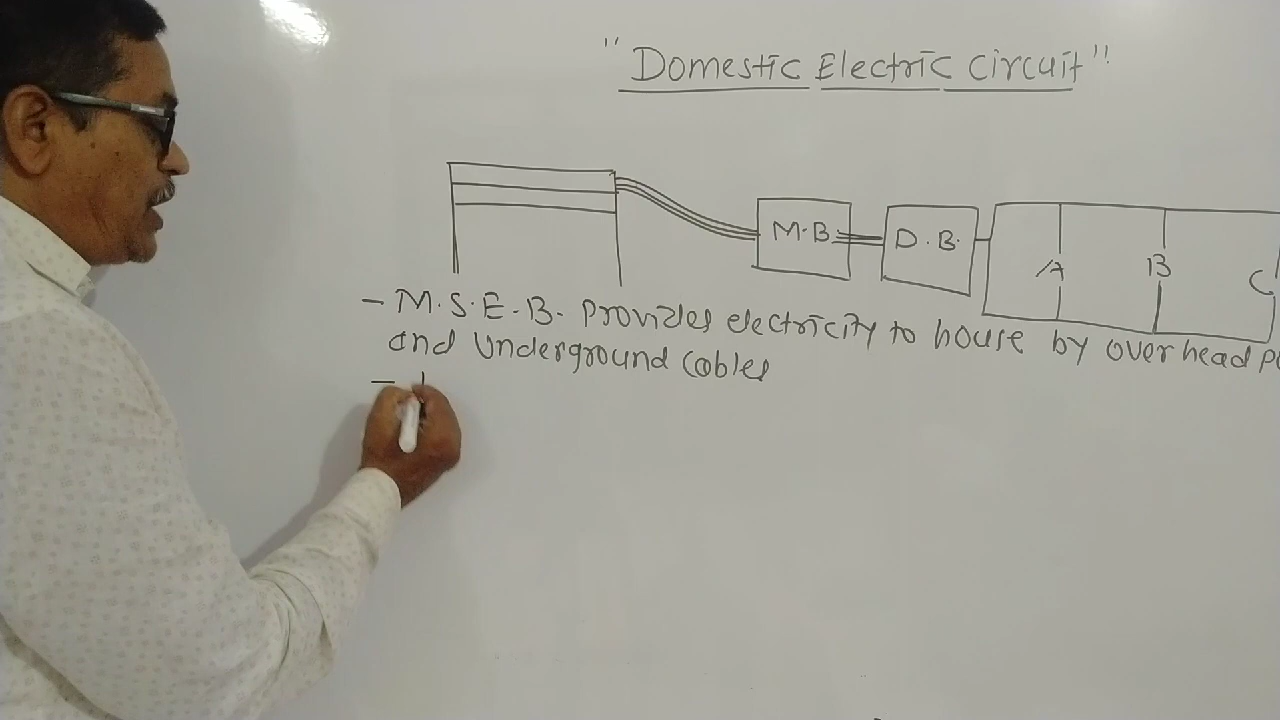 "Domestic Electric Circuit"
M.B. D.B. A B C
- M.S.E.B. Provides electricity to house by overhead
and Underground Cables
-